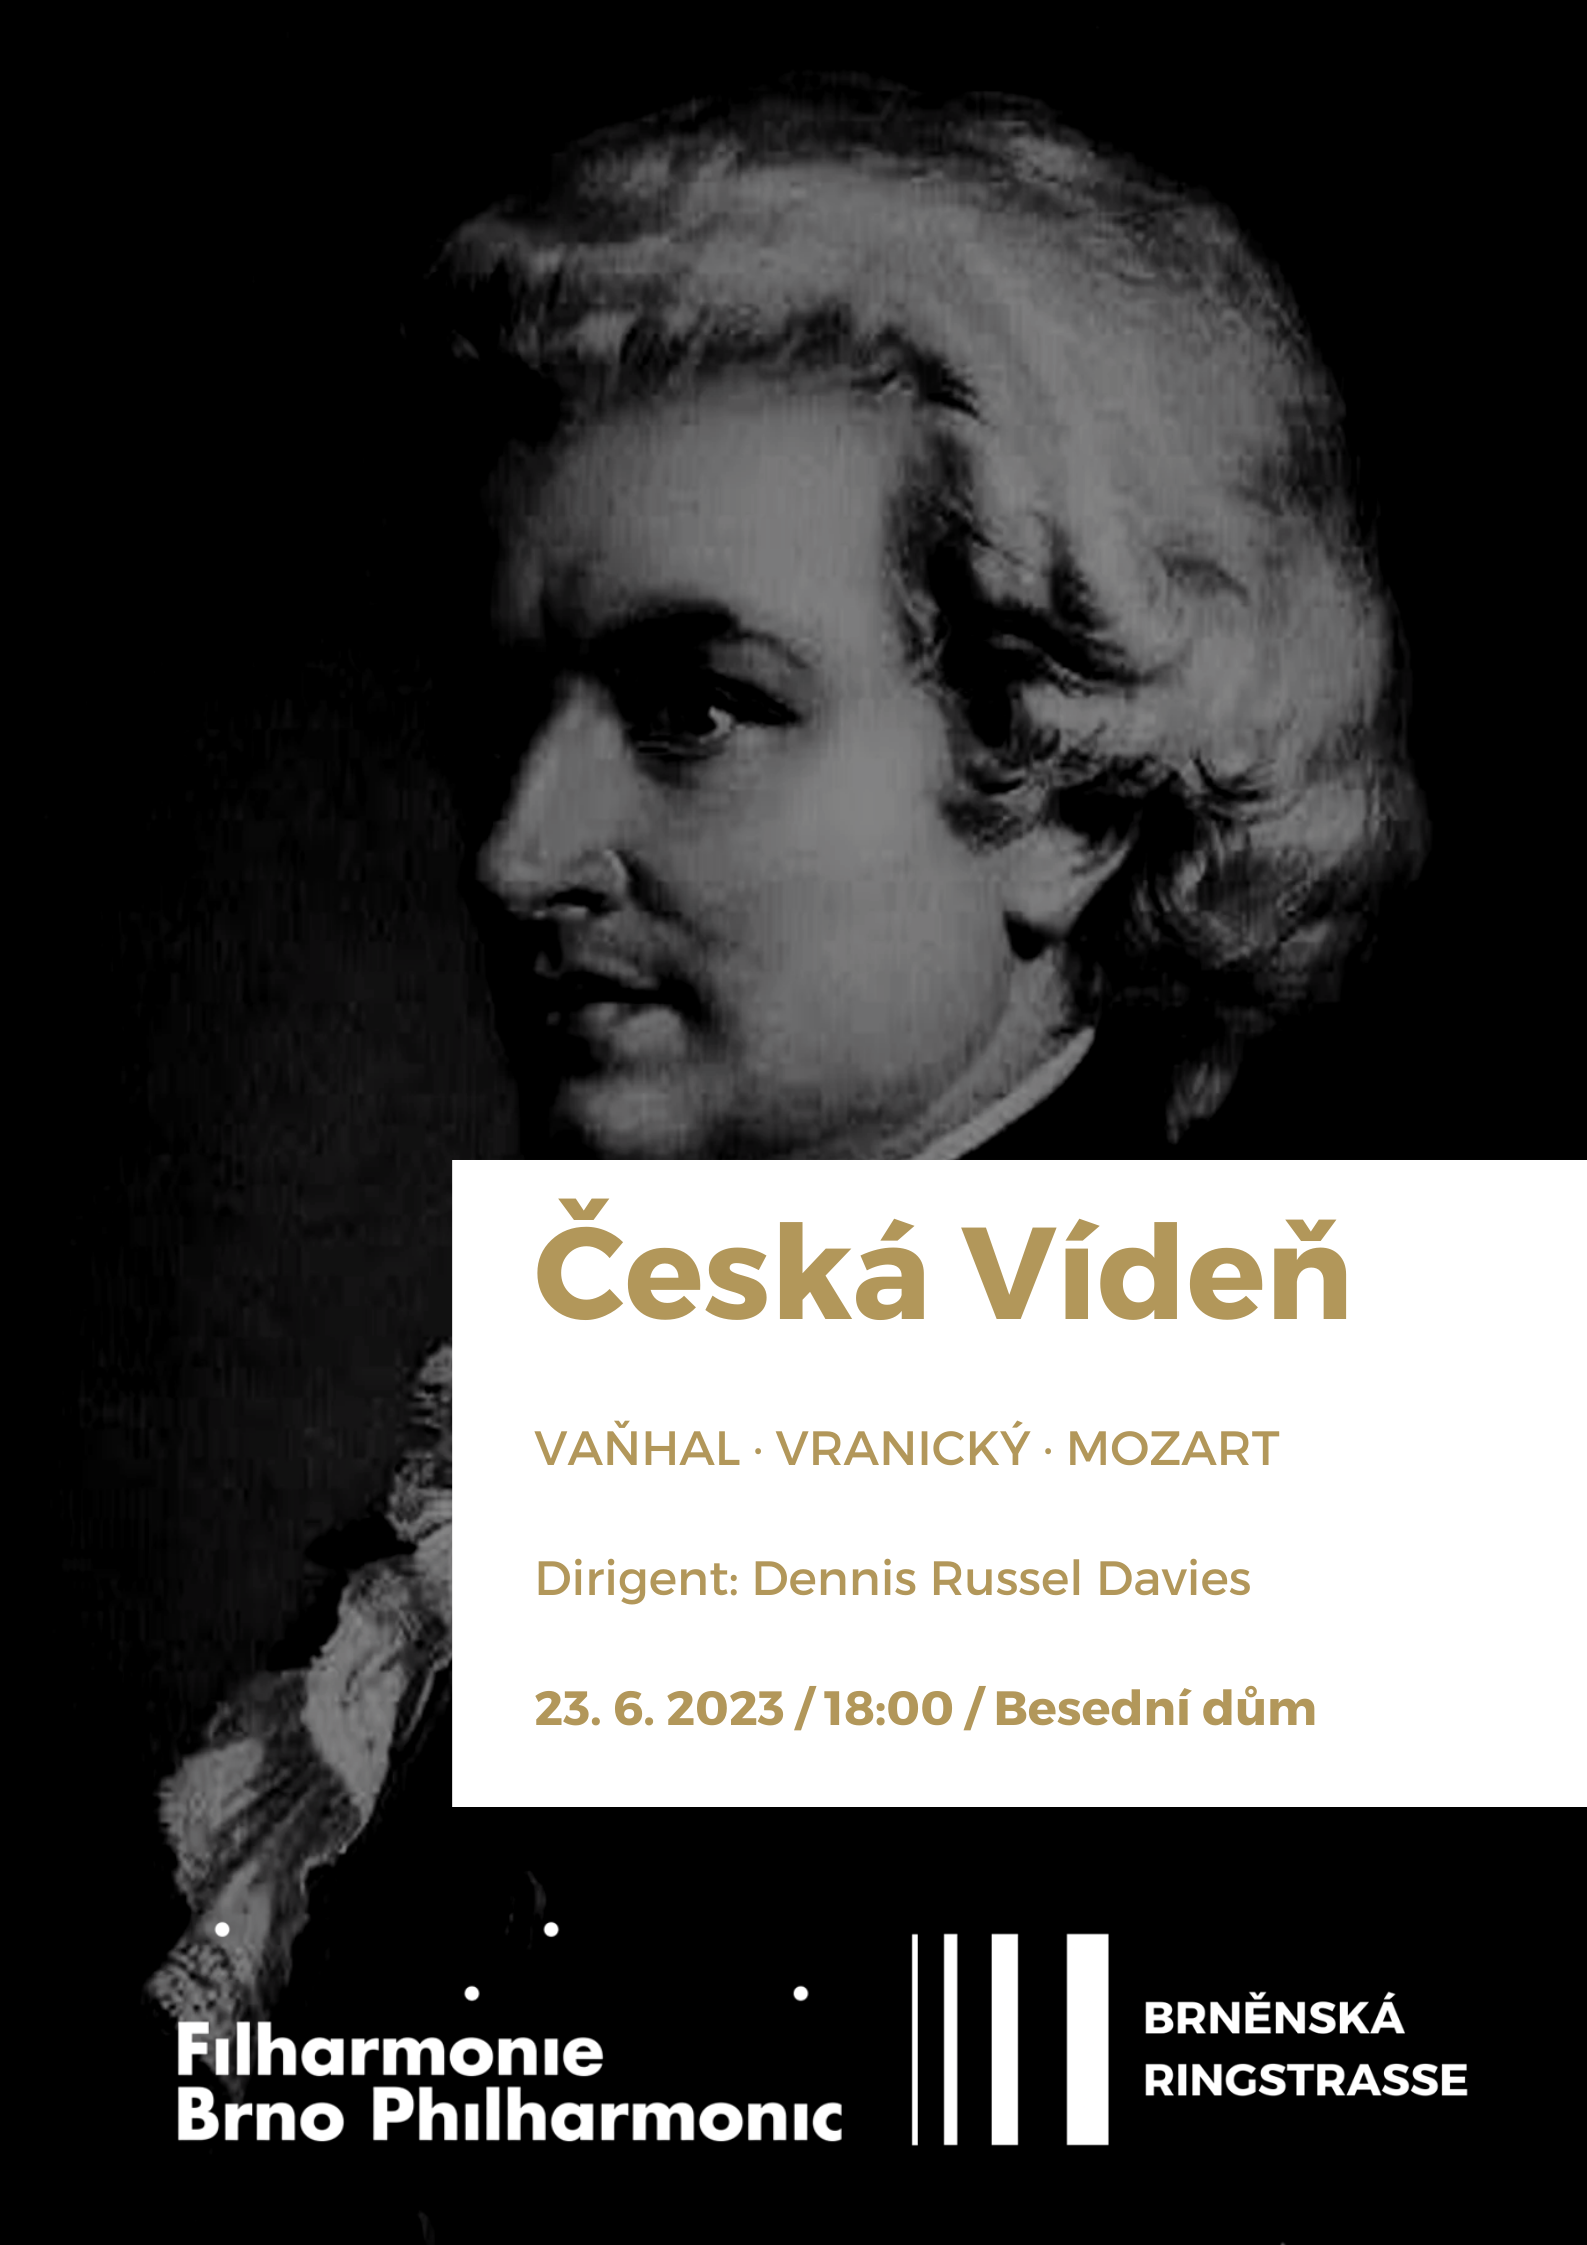 Česká Vídeň
VAŇHAL · VRANICKÝ · MOZART
Dirigent: Dennis Russel Davies
23. 6. 2023 / 18:00 / Besední dům
Filharmonie
Brno Philharmonic
BRNĚNSKÁ
RINGSTRASSE